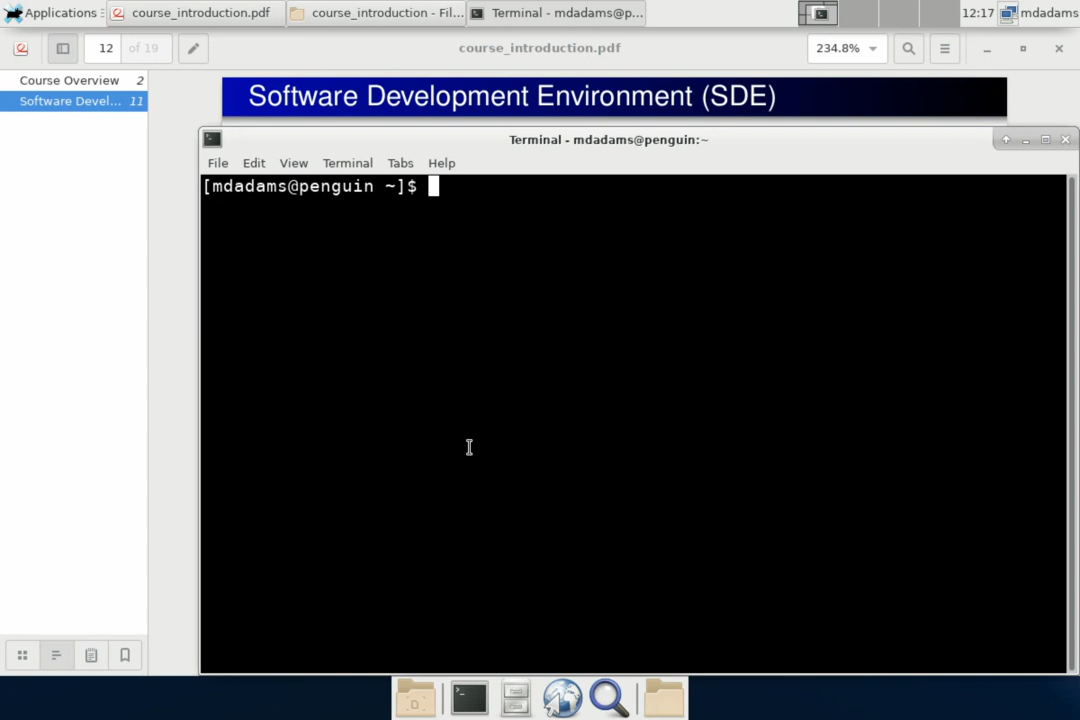 Applications course_introduction.pdf course_introduction - Fil... Terminal - mdadams@p... 12:17 mdadams
12 of 19 course_introduction.pdf 234.8%
Course Overview 2
Software Devel... 11
Software Development Environment (SDE)
Terminal - mdadams@penguin:~
File Edit View Terminal Tabs Help
[mdadams@penguin ~]$